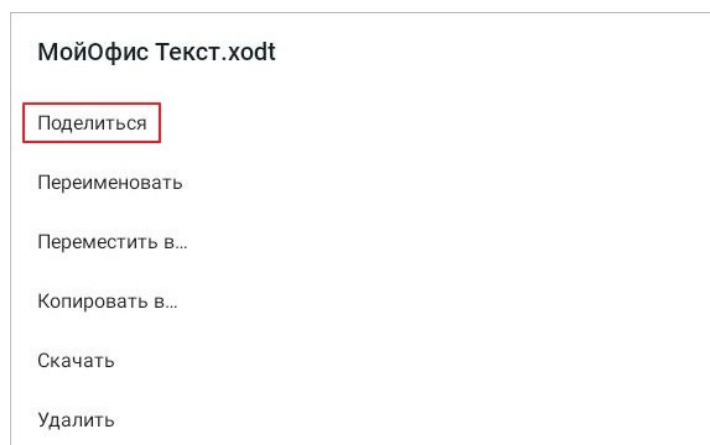 МойОфис Текст.xodt
Поделиться
Переименовать
Переместить в…
Копировать в…
Скачать
Удалить